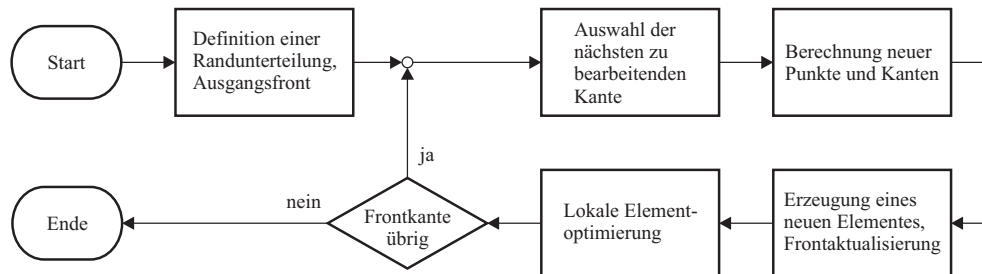 Start
Definition einer
Randunterteilung,
Ausgangsfront
Auswahl der
nächsten zu
bearbeitenden
Kante
Berechnung neuer
Punkte und Kanten
ja
nein
Ende
Frontkante
übrig
Lokale Element-
optimierung
Erzeugung eines
neuen Elementes,
Frontaktualisierung